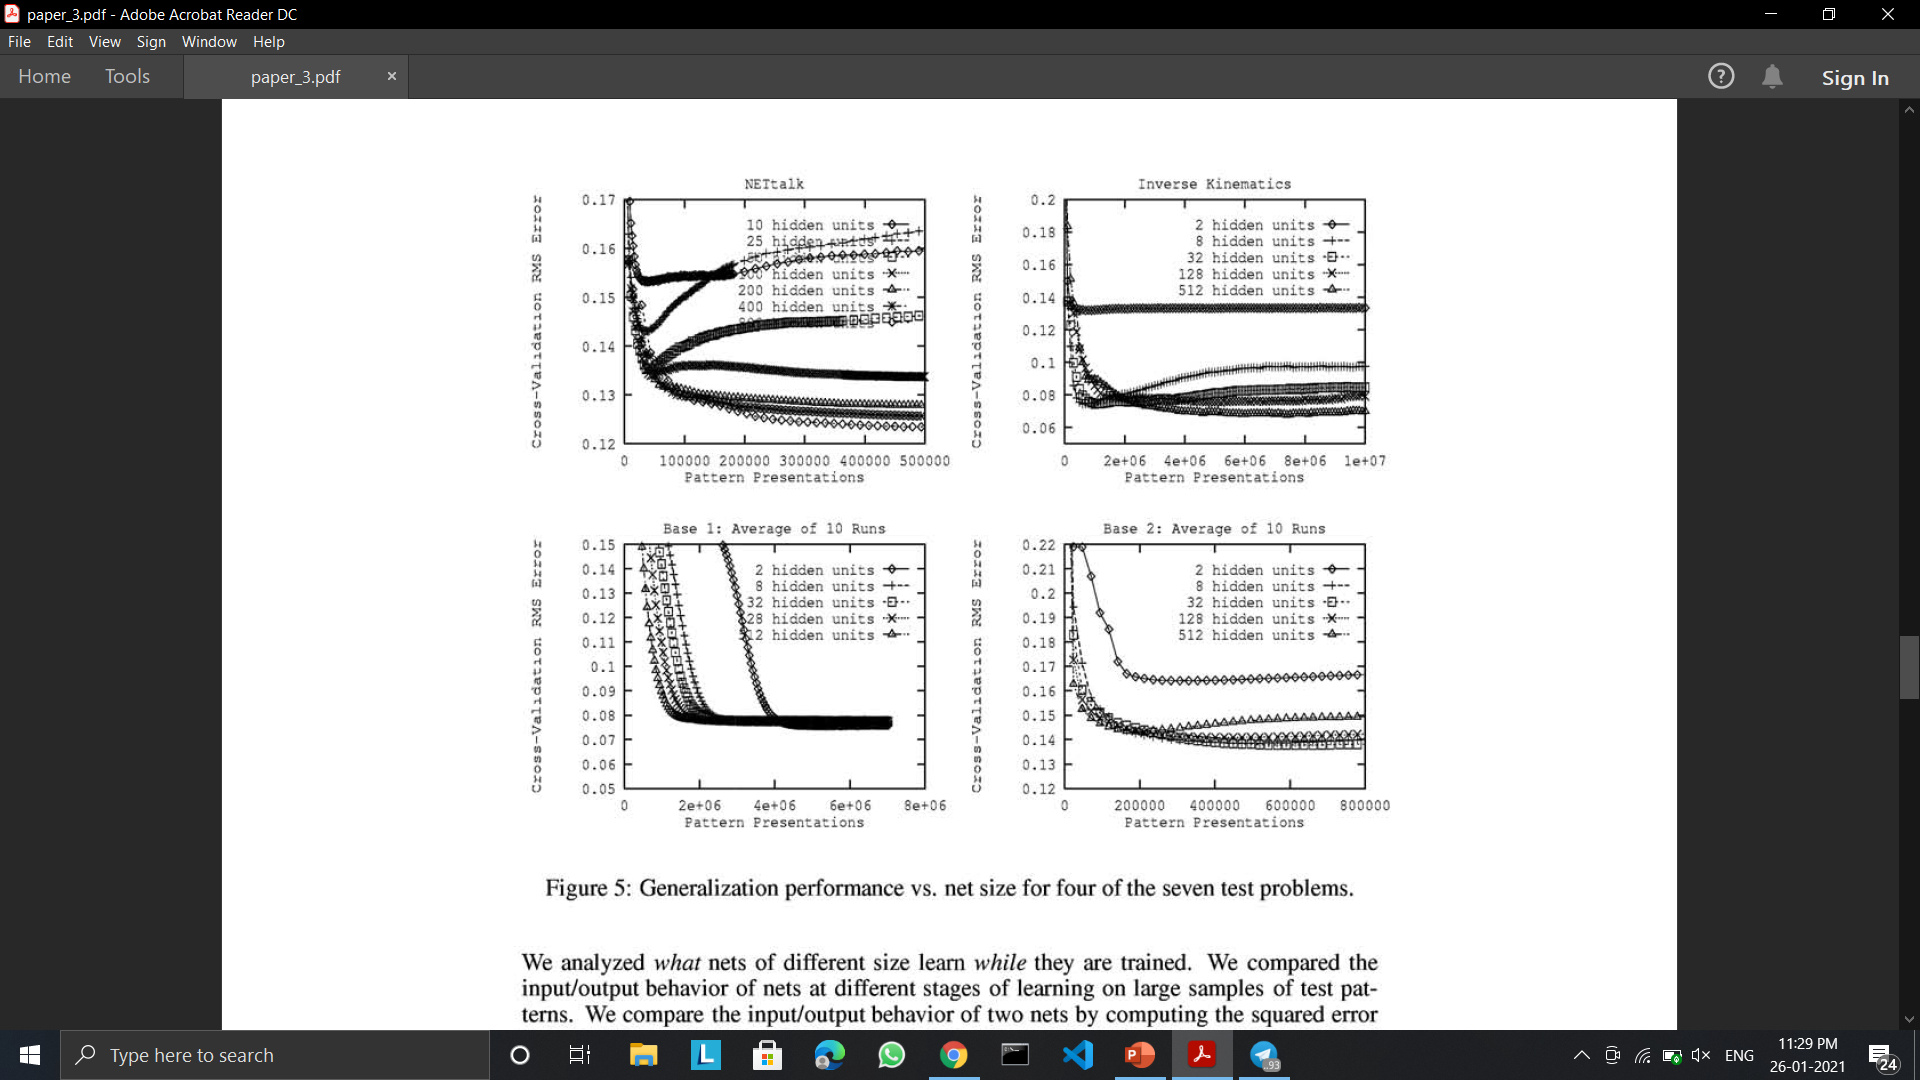 paper_3.pdf - Adobe Acrobat Reader DC
File Edit View Sign Window Help
Home Tools paper_3.pdf × ? Sign In
NETtalk
Cross-Validation RMS Error
0.17
0.16
0.15
0.14
0.13
0.12
10 hidden units
25 hidden units
hidden units
100 hidden units
200 hidden units
400 hidden units
0 100000 200000 300000 400000 500000
Pattern Presentations
Inverse Kinematics
Cross-Validation RMS Error
0.2
0.18
0.16
0.14
0.12
0.1
0.08
0.06
2 hidden units
8 hidden units
32 hidden units
128 hidden units
512 hidden units
0 2e+06 4e+06 6e+06 8e+06 1e+07
Pattern Presentations
Base 1: Average of 10 Runs
Cross-Validation RMS Error
0.15
0.14
0.13
0.12
0.11
0.1
0.09
0.08
0.07
0.06
0.05
2 hidden units
8 hidden units
32 hidden units
128 hidden units
512 hidden units
0 2e+06 4e+06 6e+06 8e+06
Pattern Presentations
Base 2: Average of 10 Runs
Cross-Validation RMS Error
0.22
0.21
0.2
0.19
0.18
0.17
0.16
0.15
0.14
0.13
0.12
2 hidden units
8 hidden units
32 hidden units
128 hidden units
512 hidden units
0 200000 400000 600000 800000
Pattern Presentations
Figure 5: Generalization performance vs. net size for four of the seven test problems.
We analyzed what nets of different size learn while they are trained. We compared the
input/output behavior of nets at different stages of learning on large samples of test pat-
terns. We compare the input/output behavior of two nets by computing the squared error
Type here to search
L
P
93
ENG
11:29 PM
26-01-2021
24